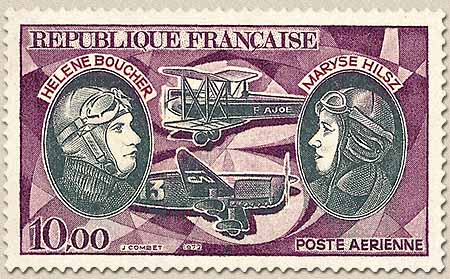 REPUBLIQUE FRANÇAISE
HELENE BOUCHER
MARYSE HILSZ
F AJOE
3
10,00
J. COMBET
1972
POSTE AERIENNE